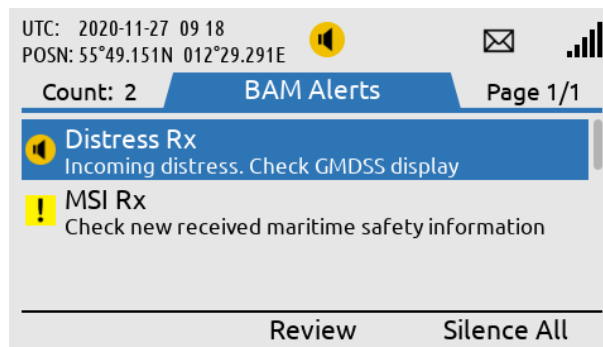 UTC: 2020-11-27 09 18
POSN: 55°49.151N 012°29.291E
Count: 2 BAM Alerts Page 1/1
Distress Rx
Incoming distress. Check GMDSS display
! MSI Rx
Check new received maritime safety information
Review Silence All